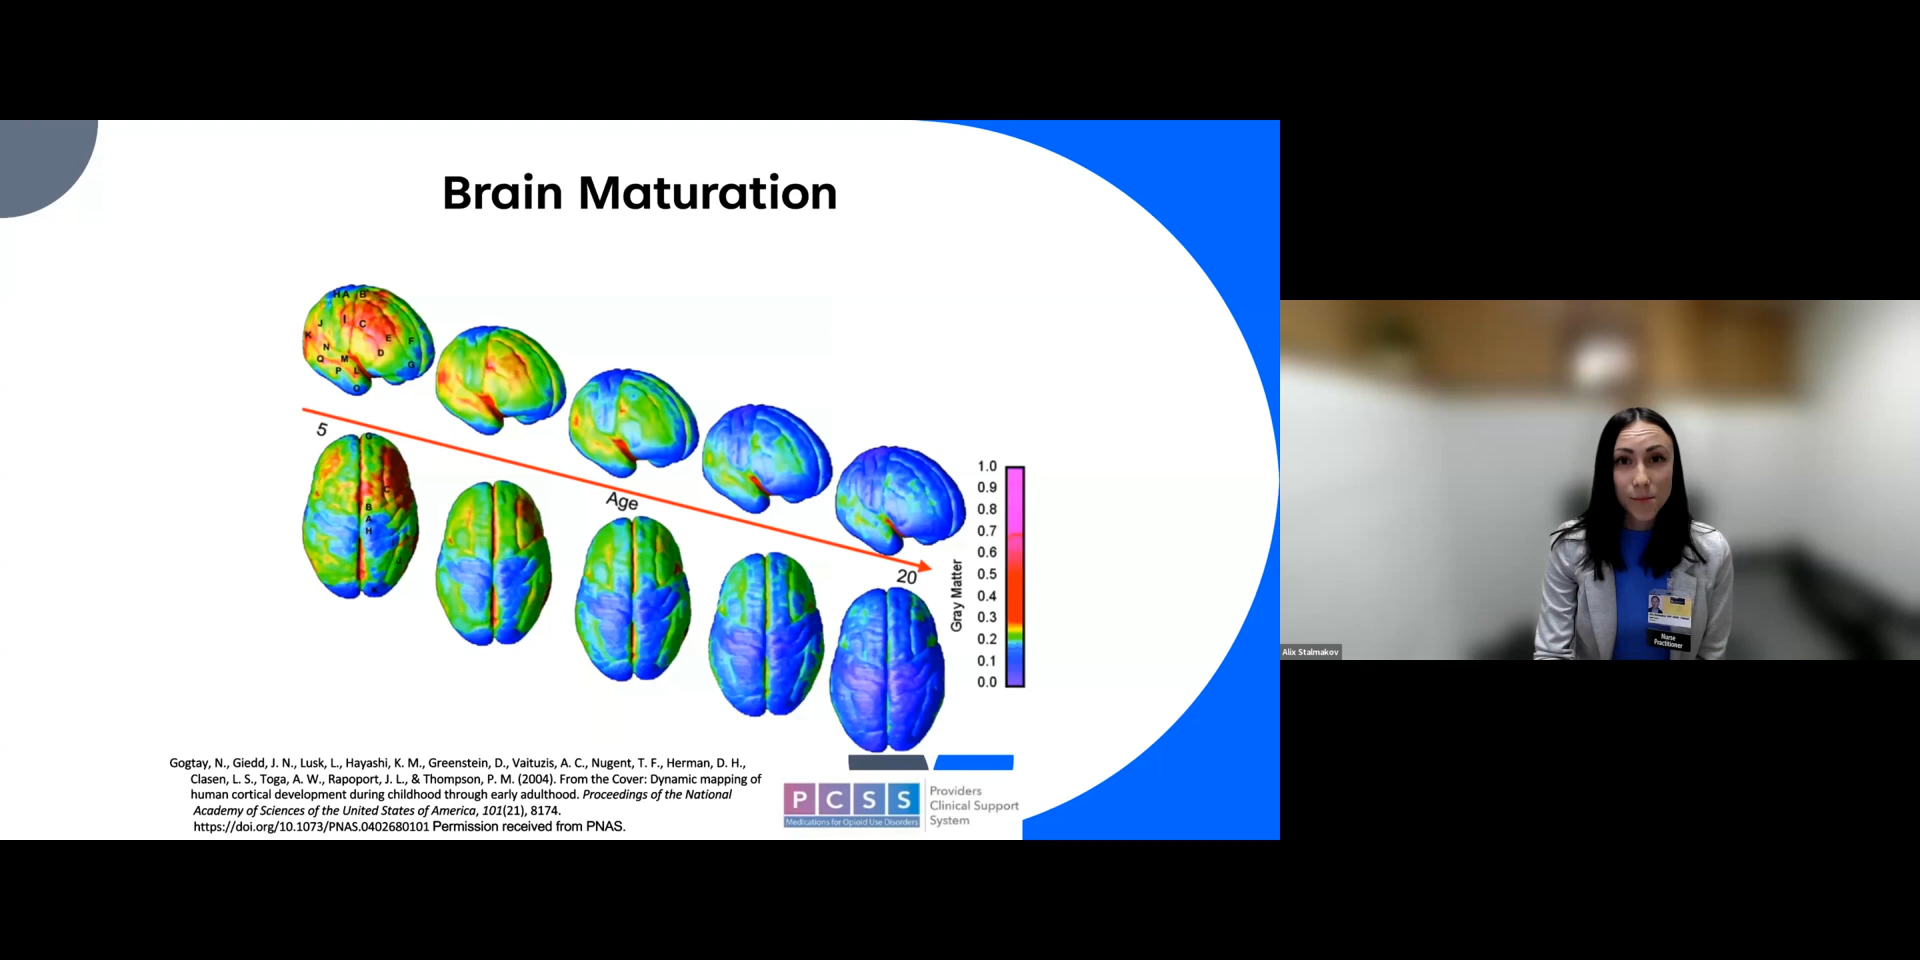 Brain Maturation
H A B
J I C
K E F
N D
Q M G
P L
O
5
G
C
B
A
H
J
K
Age
20
Gray Matter
1.0
0.9
0.8
0.7
0.6
0.5
0.4
0.3
0.2
0.1
0.0
Gogtay, N., Giedd, J. N., Lusk, L., Hayashi, K. M., Greenstein, D., Vaituzis, A. C., Nugent, T. F., Herman, D. H.,
Clasen, L. S., Toga, A. W., Rapoport, J. L., & Thompson, P. M. (2004). From the Cover: Dynamic mapping of
human cortical development during childhood through early adulthood. Proceedings of the National
Academy of Sciences of the United States of America, 101(21), 8174.
https://doi.org/10.1073/PNAS.0402680101 Permission received from PNAS.
PCSS
Medications for Opioid Use Disorders
Providers
Clinical Support
System
Nurse
Practitioner
Alix Stalmakov